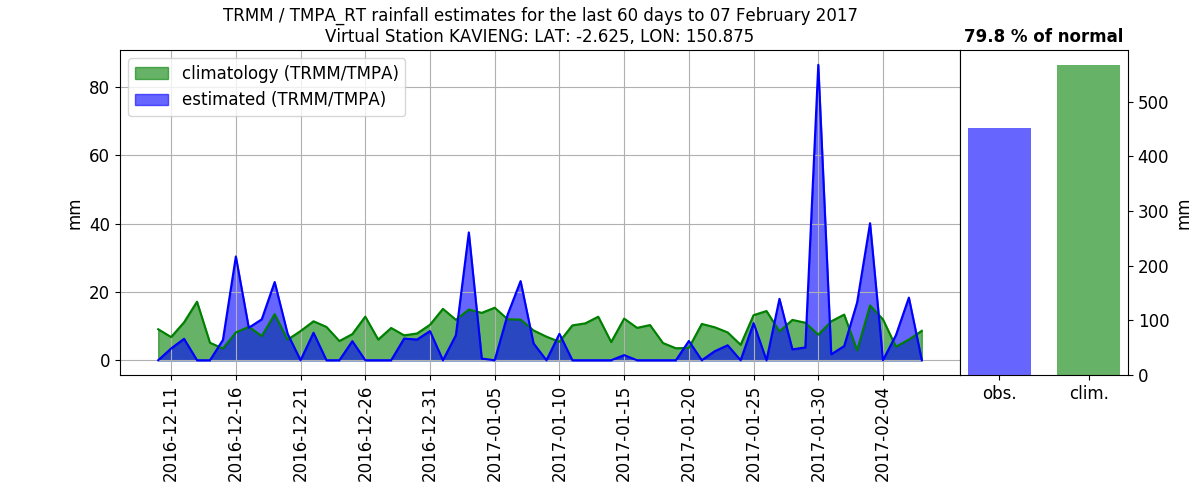 TRMM / TMPA_RT rainfall estimates for the last 60 days to 07 February 2017
Virtual Station KAVIENG: LAT: -2.625, LON: 150.875
79.8 % of normal
climatology (TRMM/TMPA)
estimated (TRMM/TMPA)
mm
80
60
40
20
0
2016-12-11
2016-12-16
2016-12-21
2016-12-26
2016-12-31
2017-01-05
2017-01-10
2017-01-15
2017-01-20
2017-01-25
2017-01-30
2017-02-04
500
400
300
200
100
0
mm
obs.
clim.